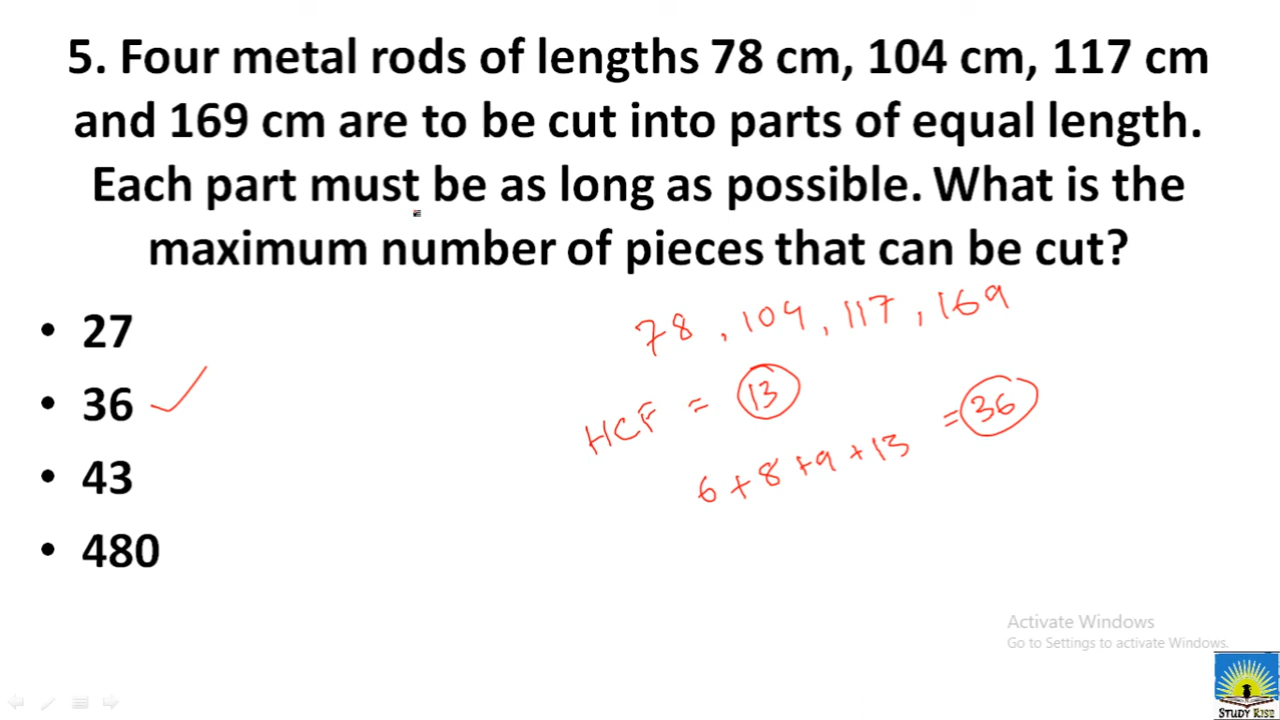 5. Four metal rods of lengths 78 cm, 104 cm, 117 cm
and 169 cm are to be cut into parts of equal length.
Each part must be as long as possible. What is the
maximum number of pieces that can be cut?
• 27
• 36
• 43
• 480
78, 104, 117, 169
HCF = 13
6+8+9+13 = 36
Activate Windows
Go to Settings to activate Windows.
STUDY RISE